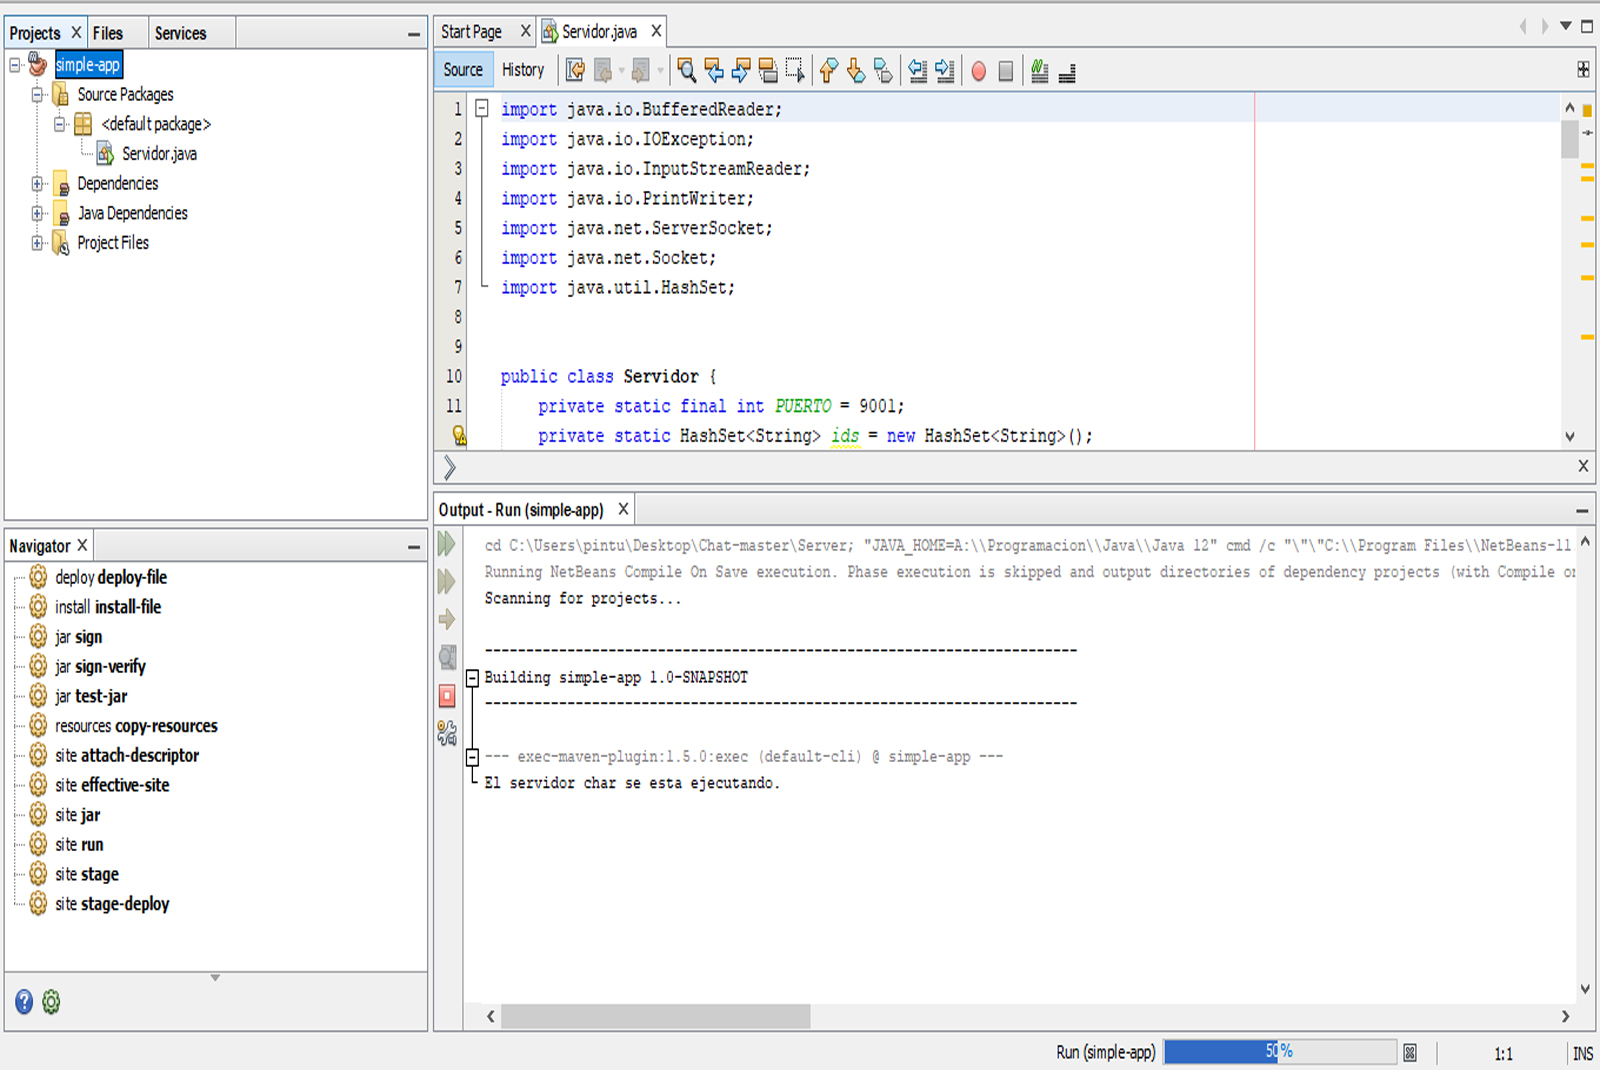 Projects
Files
Services
simple-app
Source Packages
<default package>
Servidor.java
Dependencies
Java Dependencies
Project Files
Navigator
deploy deploy-file
install install-file
jar sign
jar sign-verify
jar test-jar
resources copy-resources
site attach-descriptor
site effective-site
site jar
site run
site stage
site stage-deploy
Start Page
Servidor.java
Source
History
1 import java.io.BufferedReader;
2 import java.io.IOException;
3 import java.io.InputStreamReader;
4 import java.io.PrintWriter;
5 import java.net.ServerSocket;
6 import java.net.Socket;
7 import java.util.HashSet;
8
9
10 public class Servidor {
11 private static final int PUERTO = 9001;
private static HashSet<String> ids = new HashSet<String>();
Output - Run (simple-app)
cd C:\Users\pintu\Desktop\Chat-master\Server; "JAVA_HOME=A:\\Programacion\\Java\\Java 12" cmd /c "\"\"C:\\Program Files\\NetBeans-11
Running NetBeans Compile On Save execution. Phase execution is skipped and output directories of dependency projects (with Compile on
Scanning for projects...
------------------------------------------------------------------------
Building simple-app 1.0-SNAPSHOT
------------------------------------------------------------------------
--- exec-maven-plugin:1.5.0:exec (default-cli) @ simple-app ---
El servidor char se esta ejecutando.
Run (simple-app)
50%
1:1
INS